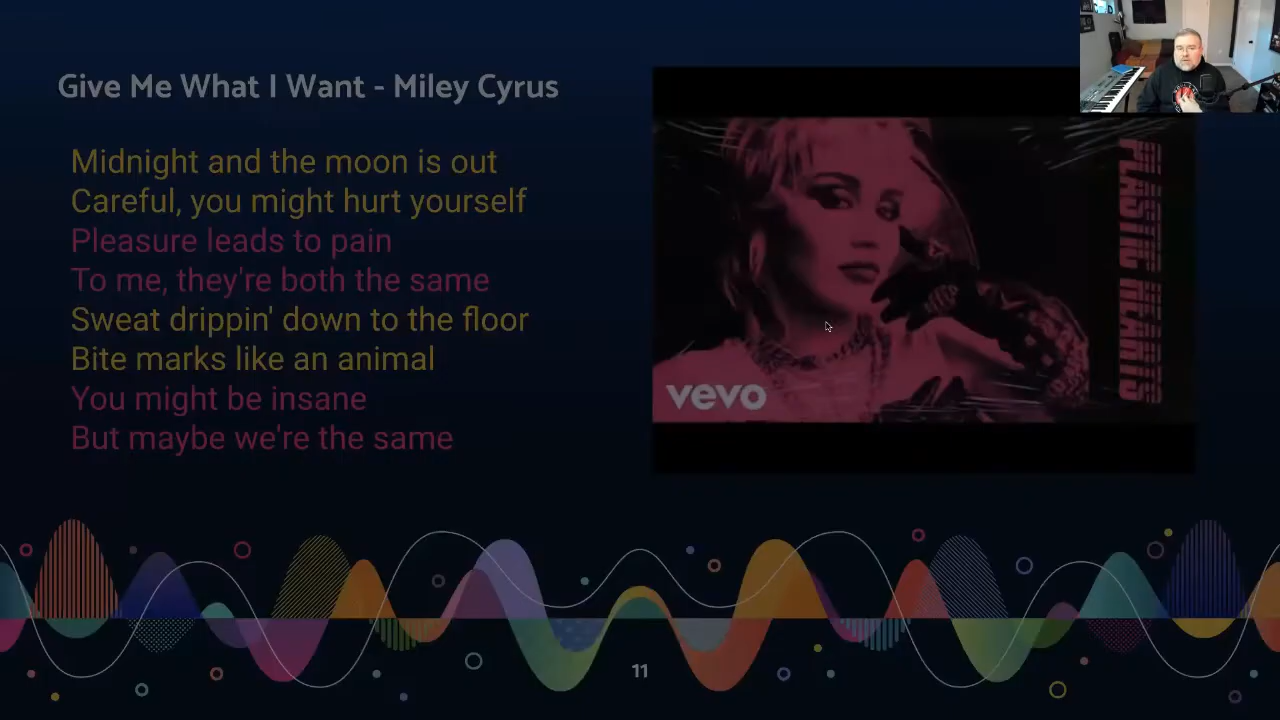 Give Me What I Want - Miley Cyrus
Midnight and the moon is out
Careful, you might hurt yourself
Pleasure leads to pain
To me, they're both the same
Sweat drippin' down to the floor
Bite marks like an animal
You might be insane
But maybe we're the same
PLASTIC HEARTS
vevo
11